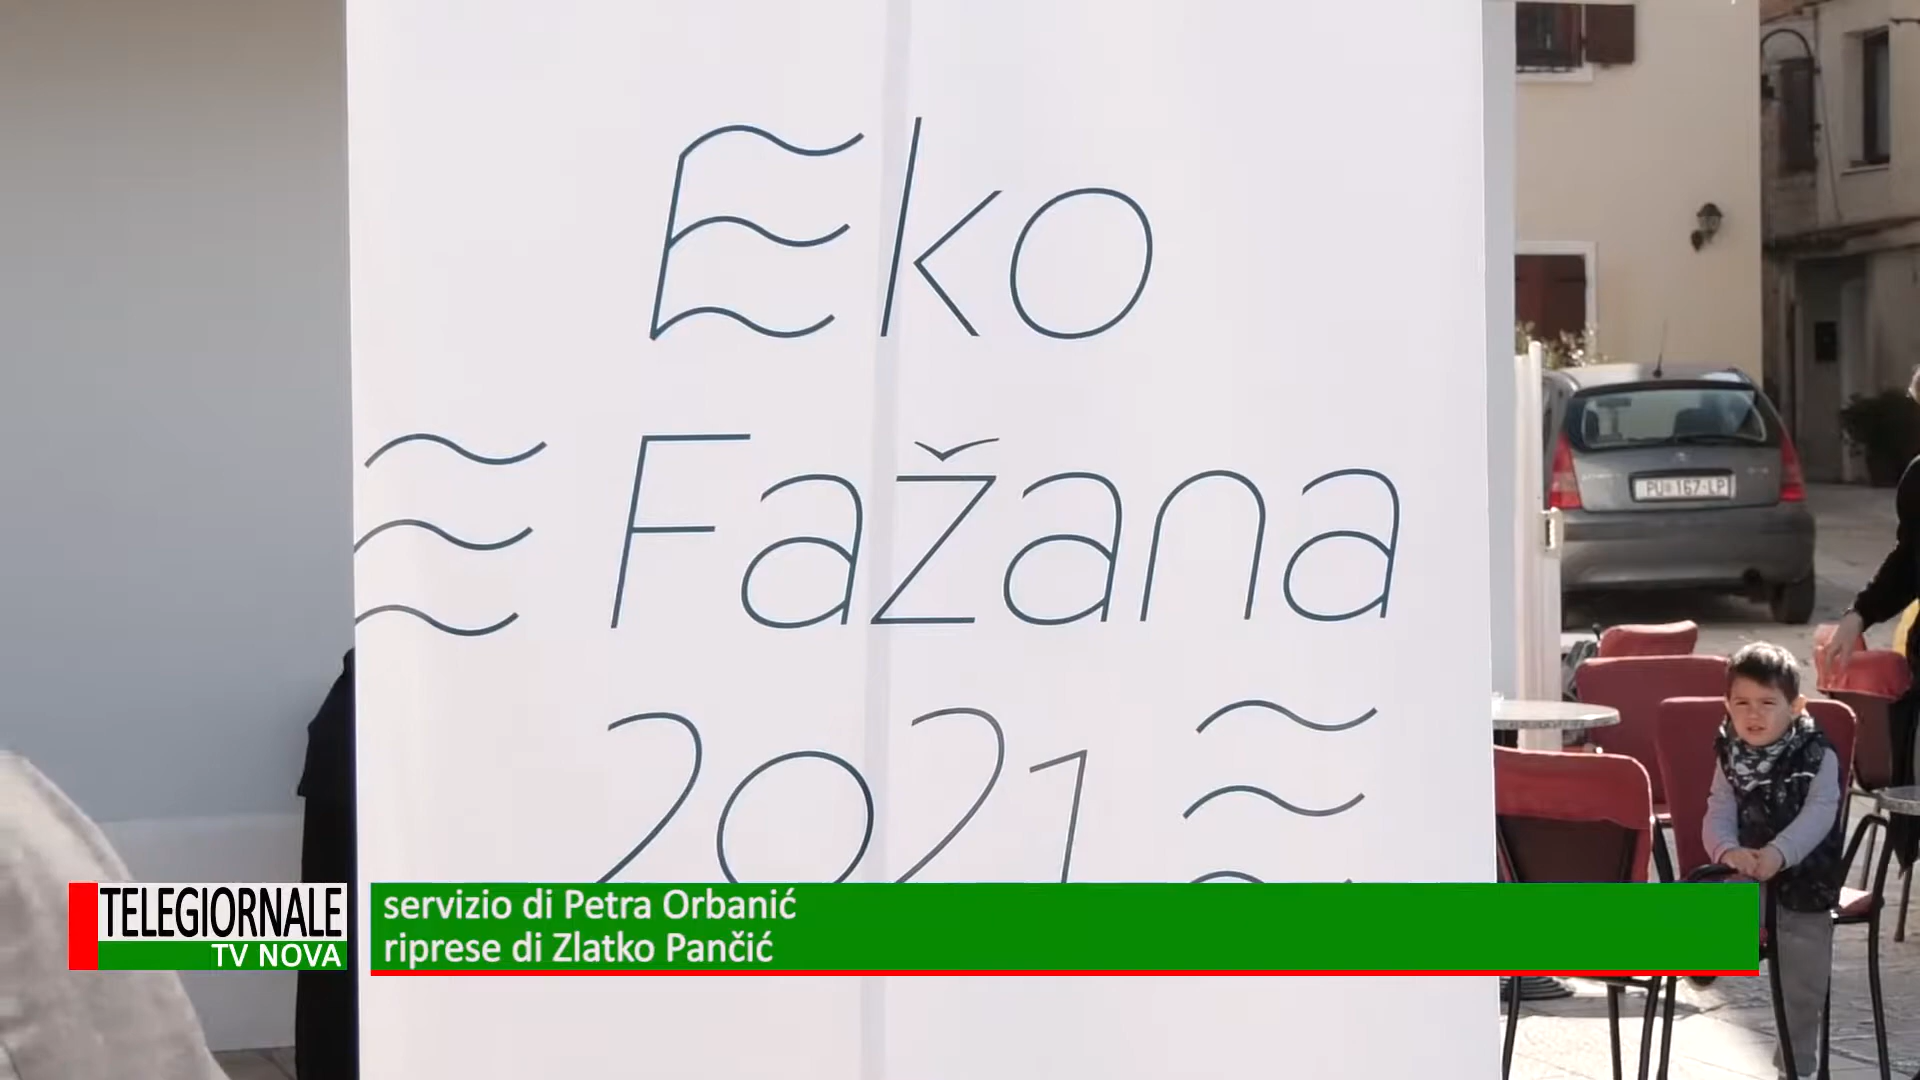 Eko
Fažana
2021
PU 167-LP
TELEGIORNALE
TV NOVA
servizio di Petra Orbanić
riprese di Zlatko Pančić